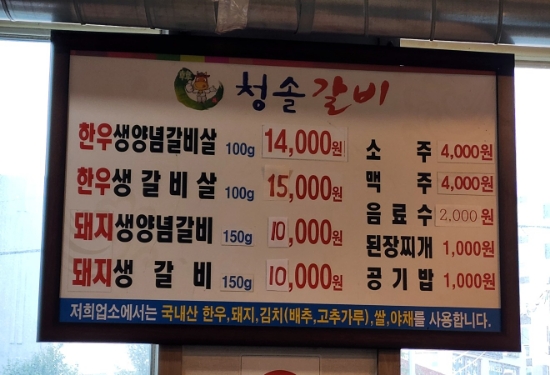 청솔갈비
한우생양념갈비살 100g 14,000원
한우생갈비살 100g 15,000원
돼지생양념갈비 150g 10,000원
돼지생갈비 150g 10,000원
소주 4,000원
맥주 4,000원
음료수 2,000원
된장찌개 1,000원
공기밥 1,000원
저희업소에서는 국내산 한우,돼지,김치(배추,고추가루),쌀,야채를 사용합니다.